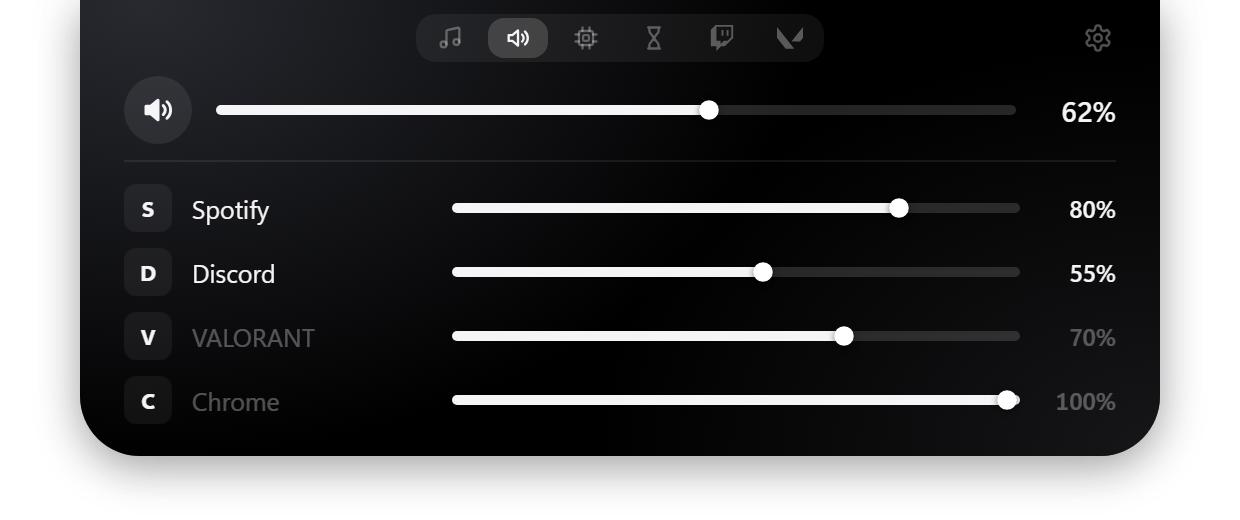 62%
S Spotify 80%
D Discord 55%
V VALORANT 70%
C Chrome 100%